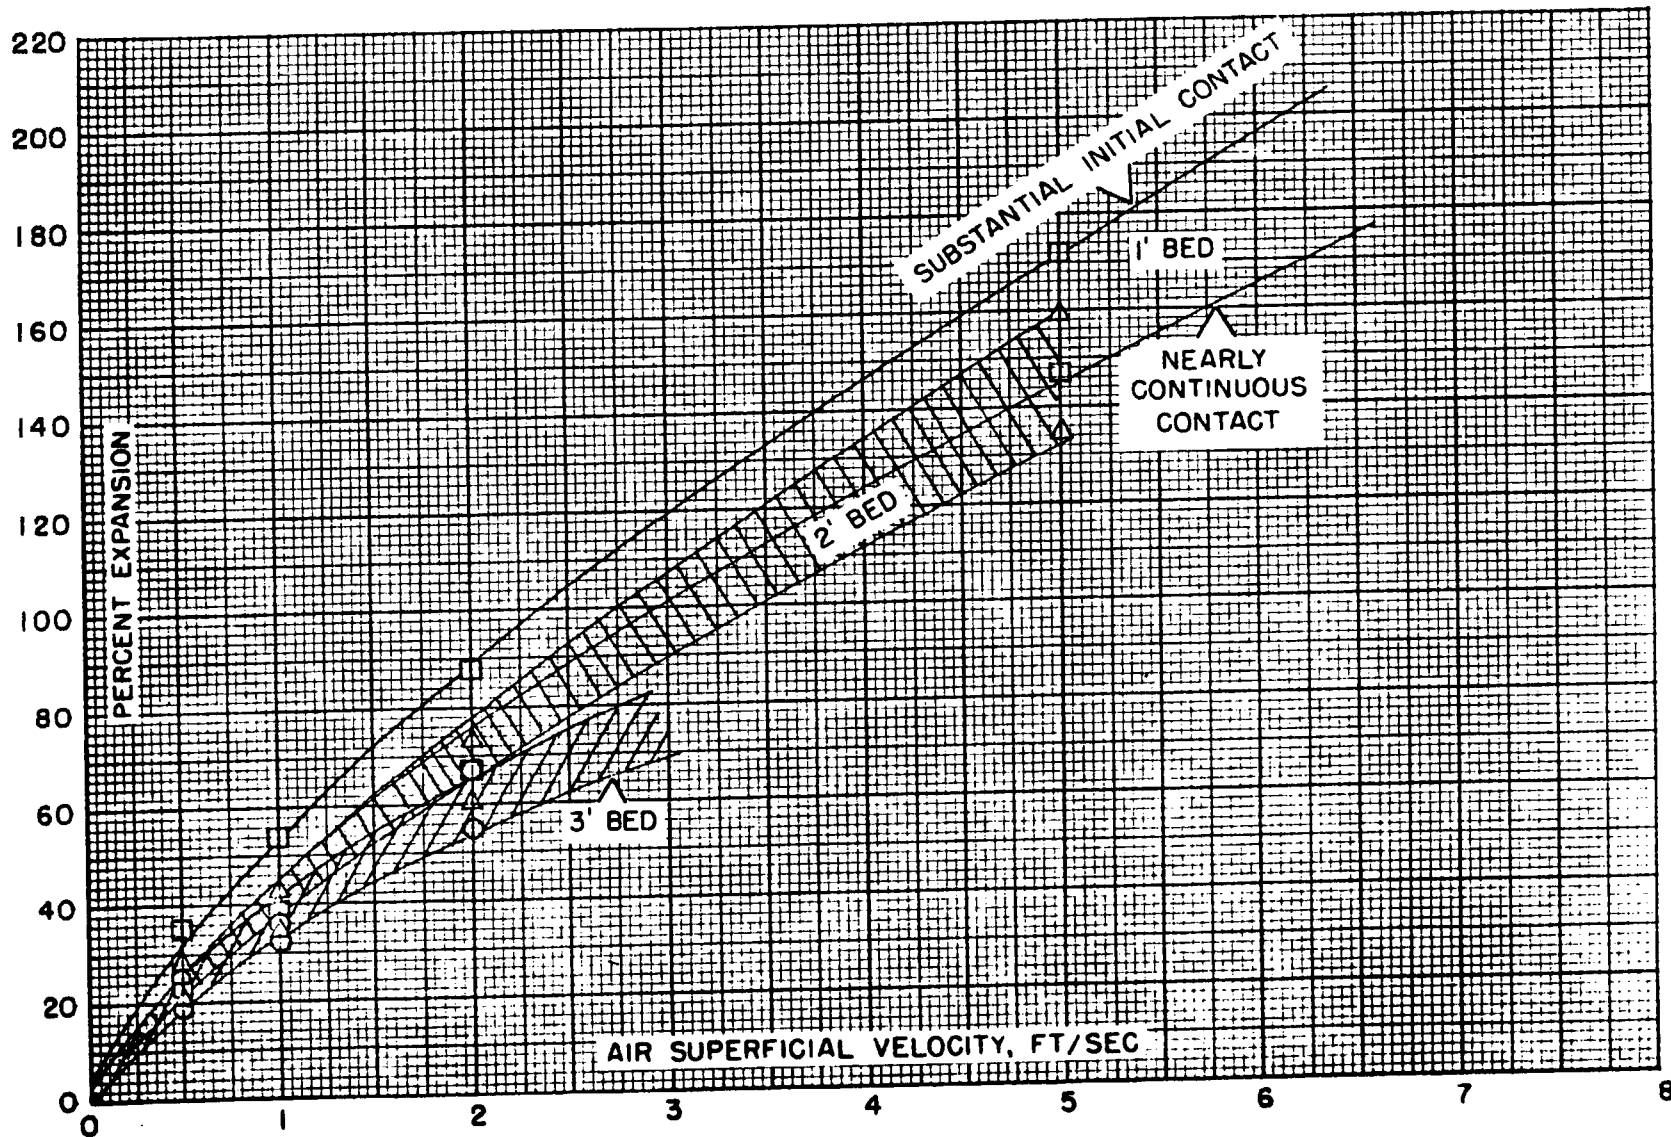 220
200
180
160
140
120
100
80
60
40
20
0
PERCENT EXPANSION
SUBSTANTIAL INITIAL CONTACT
1' BED
NEARLY
CONTINUOUS
CONTACT
2' BED
3' BED
AIR SUPERFICIAL VELOCITY, FT/SEC
0 1 2 3 4 5 6 7 8